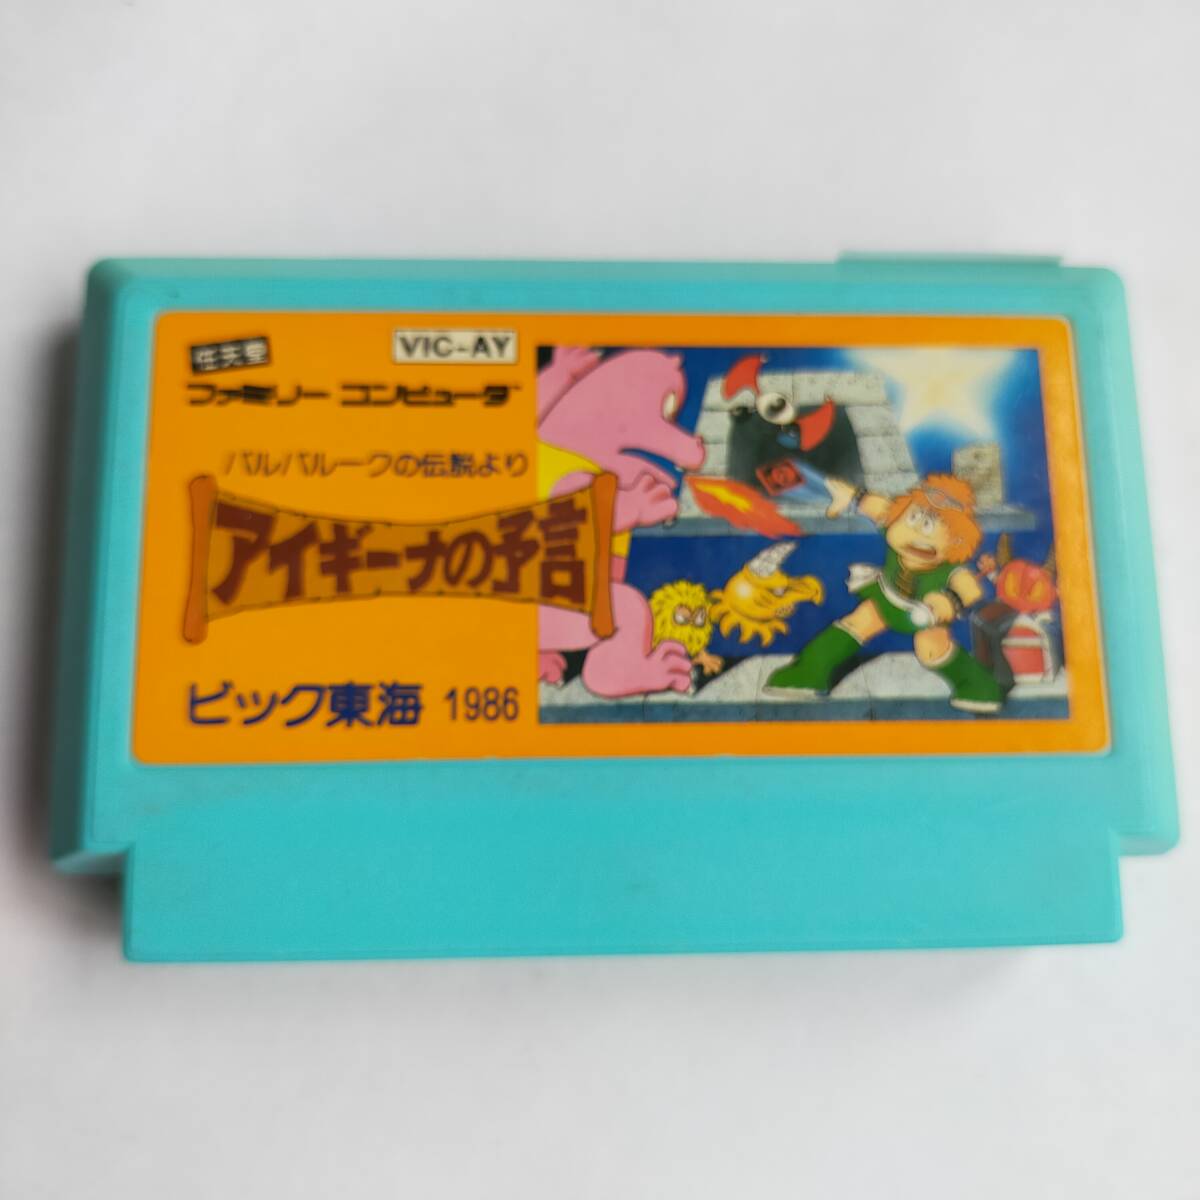 任天堂
VIC-AY
ファミリー コンピュータ
バルバルークの伝説より
アイギーナの予言
ビック東海 1986